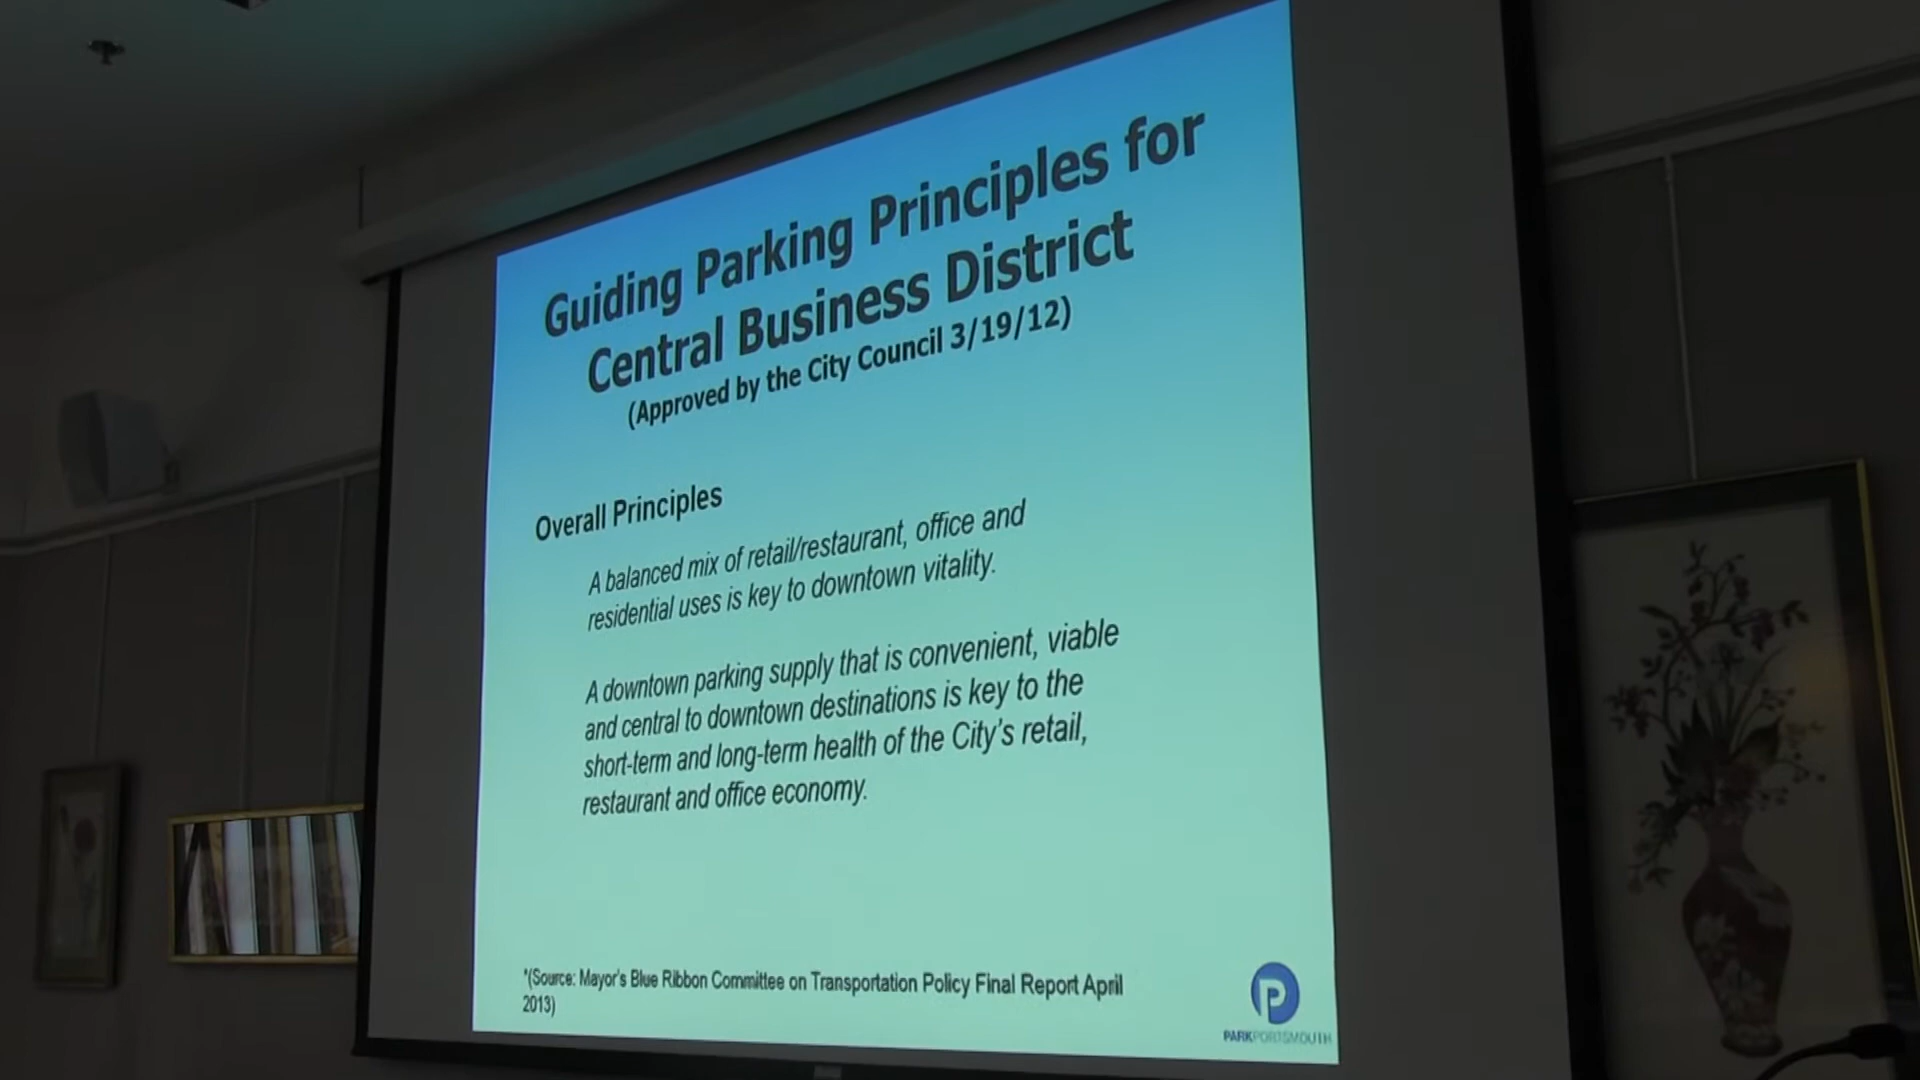 Guiding Parking Principles for
Central Business District
(Approved by the City Council 3/19/12)
Overall Principles
A balanced mix of retail/restaurant, office and
residential uses is key to downtown vitality.
A downtown parking supply that is convenient, viable
and central to downtown destinations is key to the
short-term and long-term health of the City's retail,
restaurant and office economy.
*(Source: Mayor's Blue Ribbon Committee on Transportation Policy Final Report April
2013)
P
PARKPORTSMOUTH